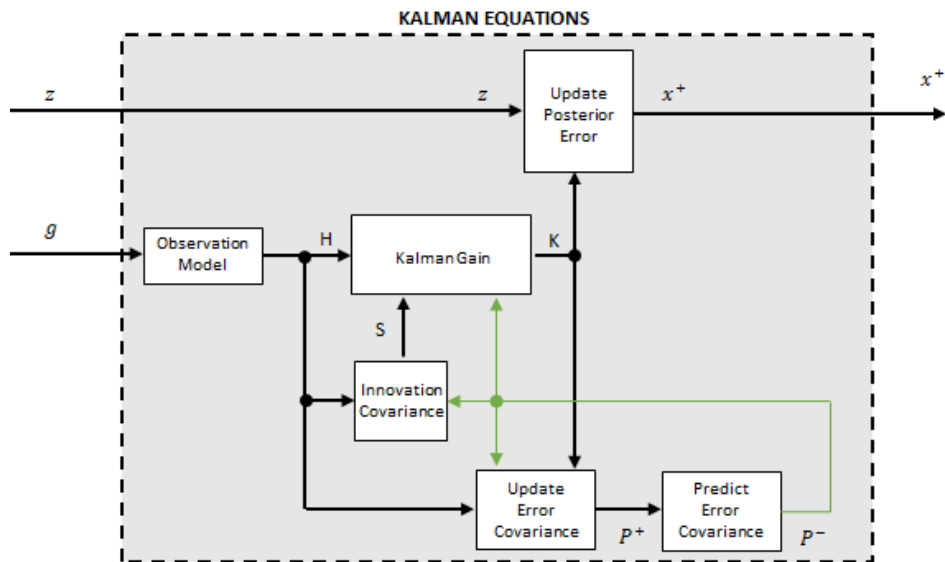 KALMAN EQUATIONS
z
z
Update
Posterior
Error
x⁺
x⁺
g
Observation
Model
H
Kalman Gain
K
S
Innovation
Covariance
Update
Error
Covariance
P⁺
Predict
Error
Covariance
P⁻